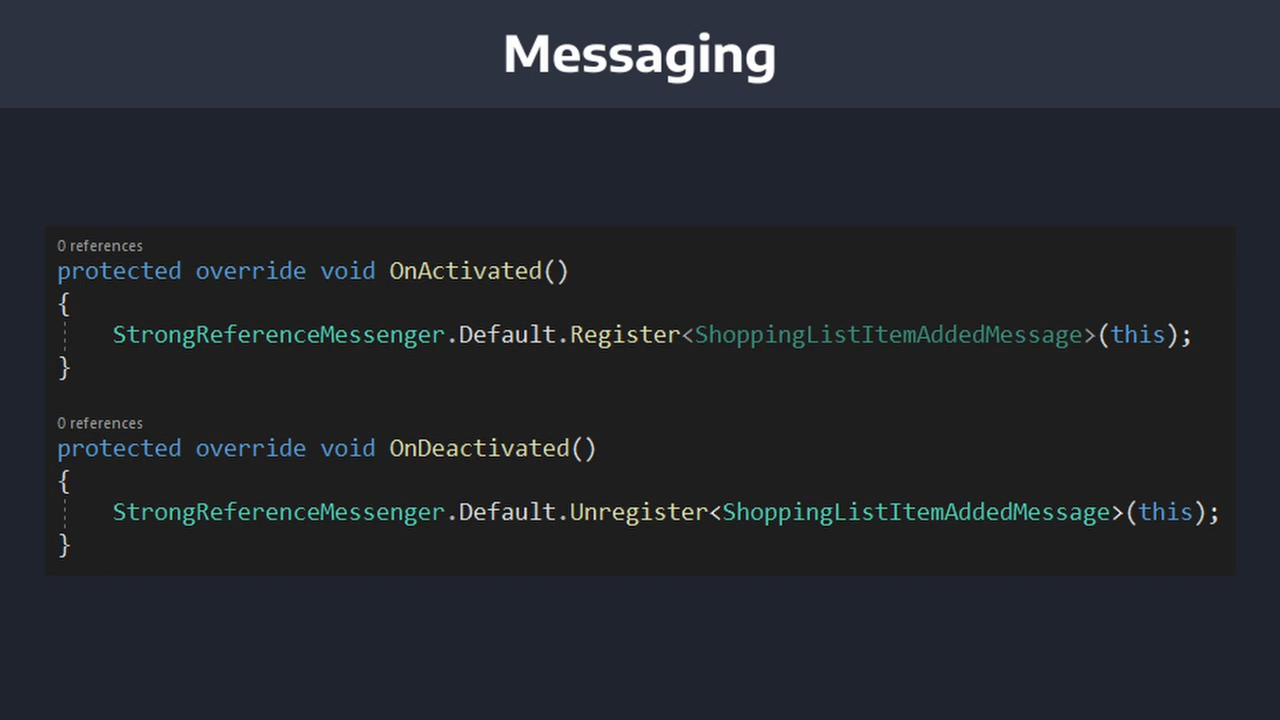 Messaging
0 references
protected override void OnActivated()
{
StrongReferenceMessenger.Default.Register<ShoppingListItemAddedMessage>(this);
}
0 references
protected override void OnDeactivated()
{
StrongReferenceMessenger.Default.Unregister<ShoppingListItemAddedMessage>(this);
}